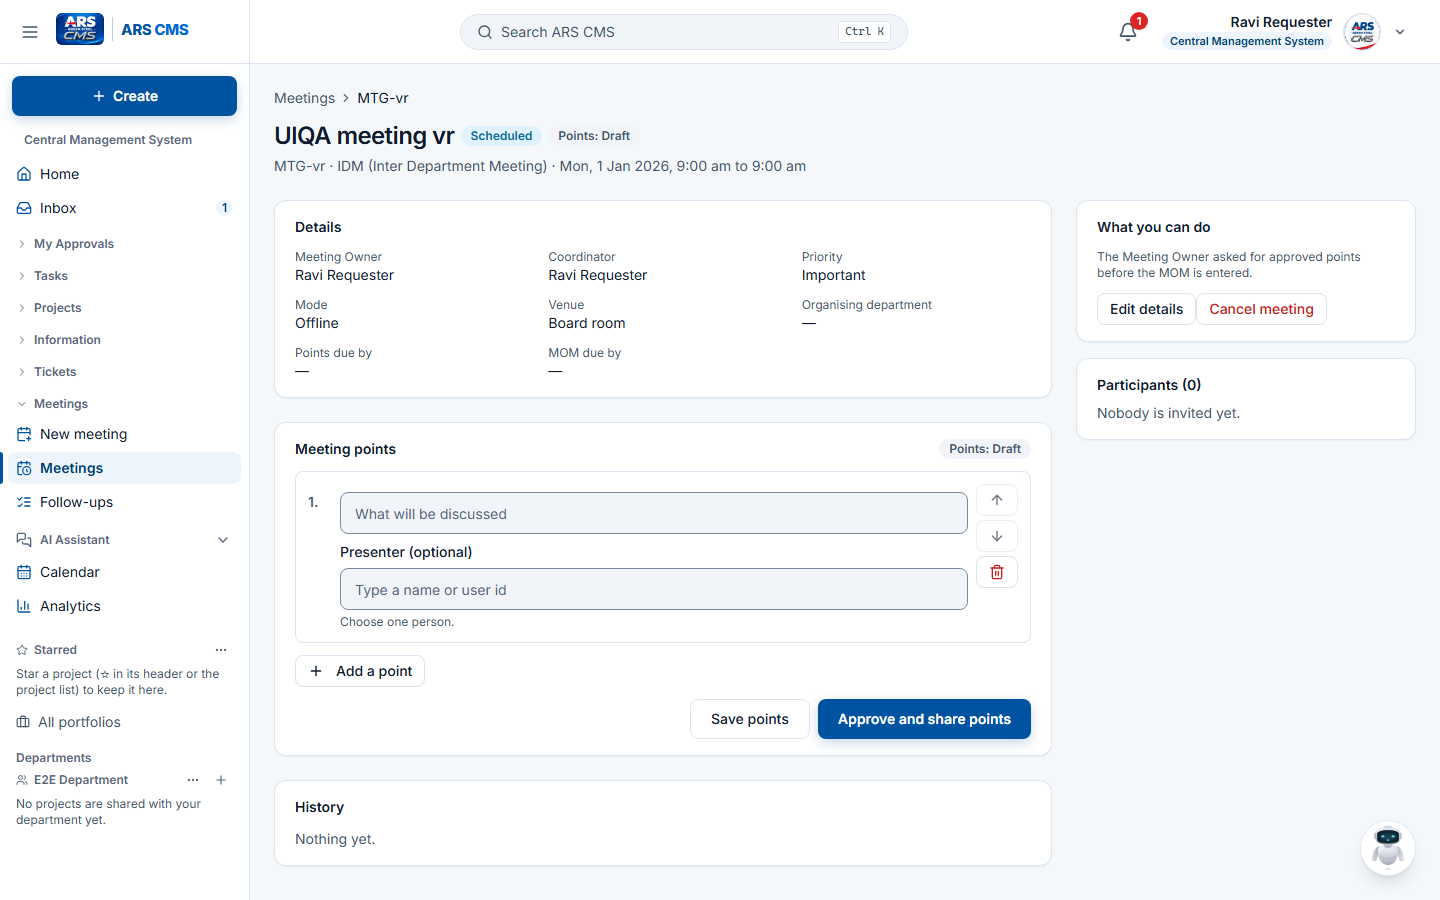 ARS
CMS
ARS CMS
Search ARS CMS
Ctrl K
1
Ravi Requester
Central Management System
ARS
CMS
Create
Central Management System
Home
Inbox
1
My Approvals
Tasks
Projects
Information
Tickets
Meetings
New meeting
Meetings
Follow-ups
AI Assistant
Calendar
Analytics
Starred
Star a project (☆ in its header or the
project list) to keep it here.
All portfolios
Departments
E2E Department
No projects are shared with your
department yet.
Meetings > MTG-vr
UIQA meeting vr
Scheduled
Points: Draft
MTG-vr · IDM (Inter Department Meeting) · Mon, 1 Jan 2026, 9:00 am to 9:00 am
Details
Meeting Owner
Ravi Requester
Coordinator
Ravi Requester
Priority
Important
Mode
Offline
Venue
Board room
Organising department
—
Points due by
—
MOM due by
—
Meeting points
Points: Draft
1.
What will be discussed
Presenter (optional)
Type a name or user id
Choose one person.
Add a point
Save points
Approve and share points
History
Nothing yet.
What you can do
The Meeting Owner asked for approved points
before the MOM is entered.
Edit details
Cancel meeting
Participants (0)
Nobody is invited yet.